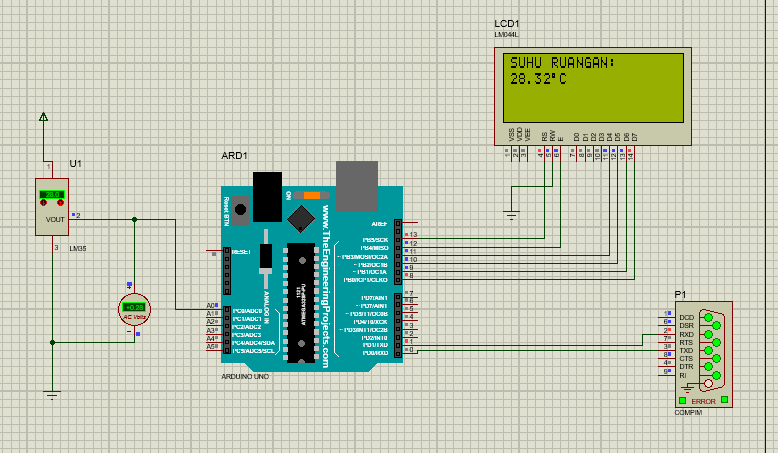 LCD1
LM044L
SUHU RUANGAN:
28.32°C
VSS
VDD
VEE
RS
RW
E
D0
D1
D2
D3
D4
D5
D6
D7
1
2
3
4
5
6
7
8
9
10
11
12
13
14
U1
1
28.0
VOUT
2
3
LM35
AC Volts
ARD1
Reset BTN
ON
www.TheEngineeringProjects.com
RESET
ANALOG IN
ATMEGA328P
AREF
PB5/SCK
PB4/MISO
~ PB3/MOSI/OC2A
~ PB2/OC1B
~ PB1/OC1A
PB0/ICP1/CLKO
13
12
11
10
9
8
PD7/AIN1
~ PD6/AIN0
~ PD5/T1/OC0B
PD4/T0/XCK
~ PD3/INT1/OC2B
PD2/INT0
PD1/TXD
PD0/RXD
7
6
5
4
3
2
1
0
A0
A1
A2
A3
A4
A5
PC0/ADC0
PC1/ADC1
PC2/ADC2
PC3/ADC3
PC4/ADC4/SDA
PC5/ADC5/SCL
ARDUINO UNO
P1
1
6
2
7
3
8
4
9
DCD
DSR
RXD
RTS
TXD
CTS
DTR
RI
ERROR
COMPIM